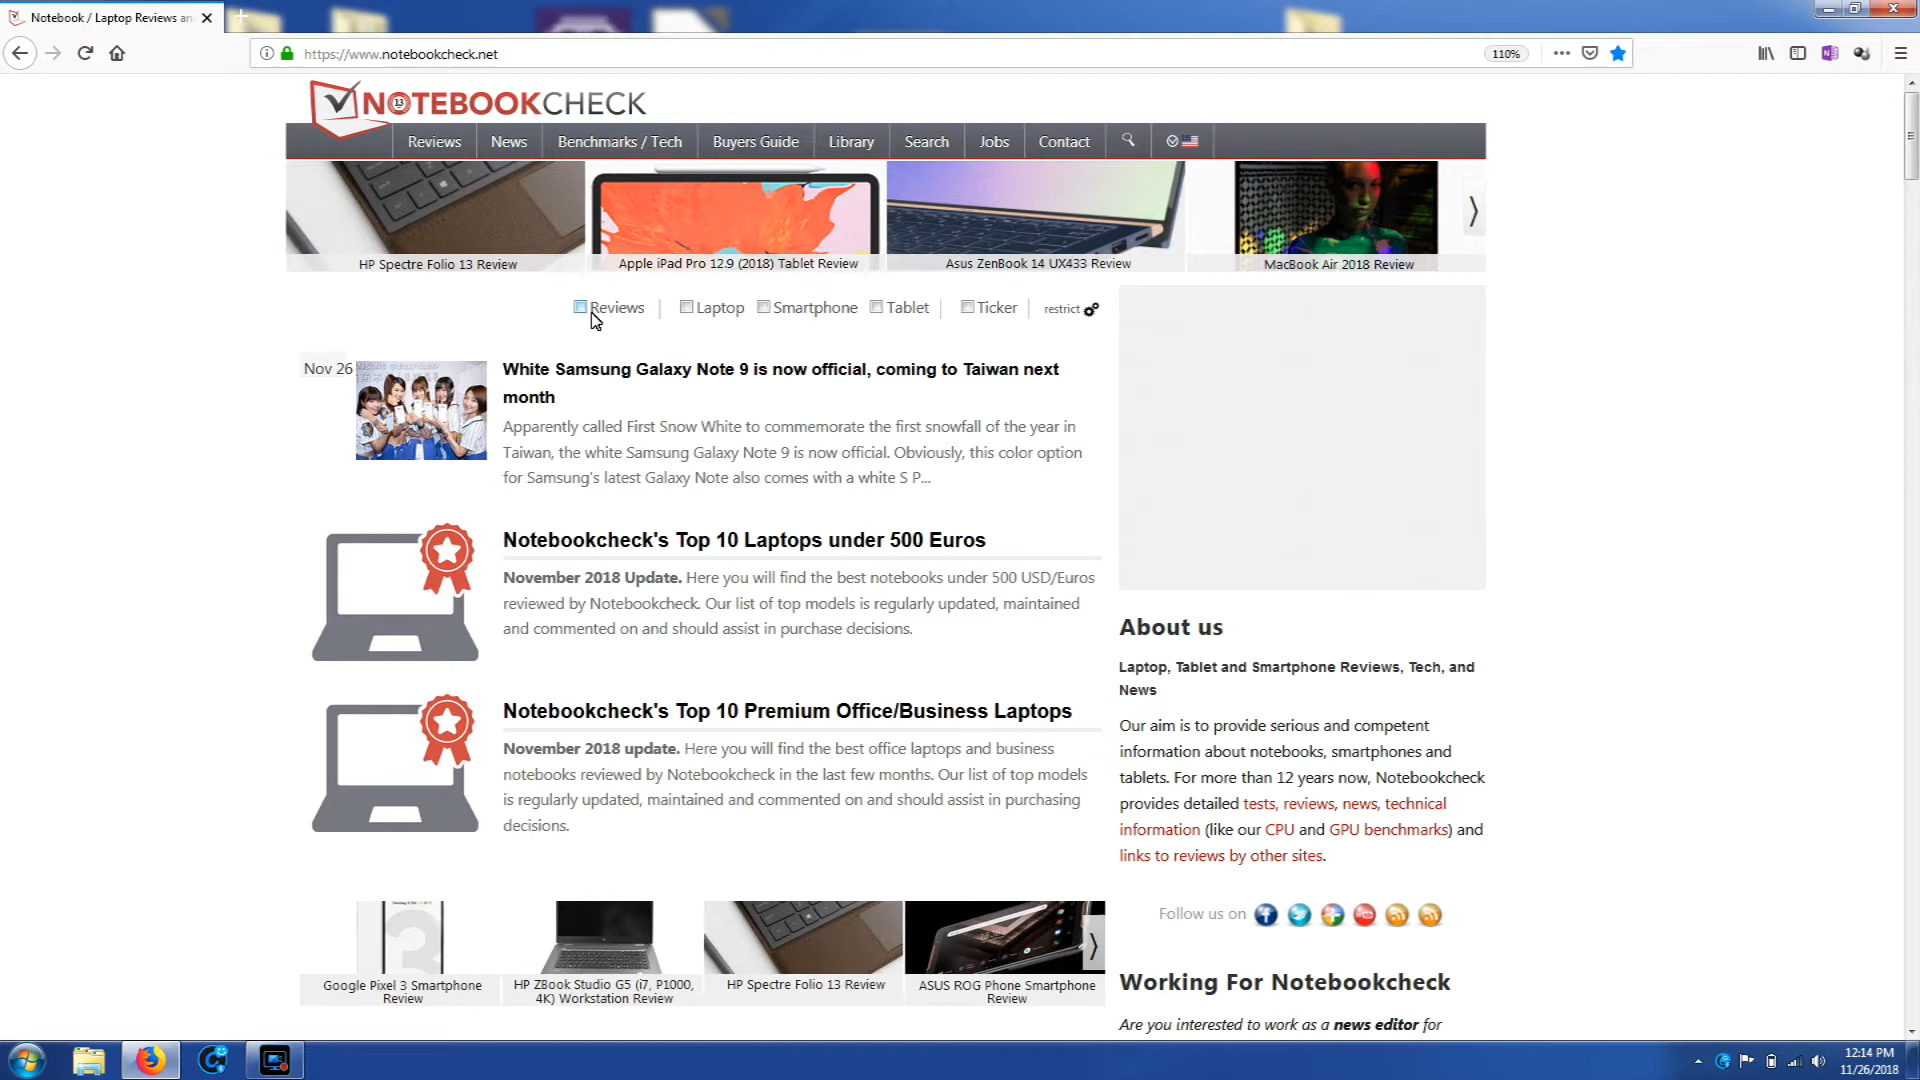 Notebook / Laptop Reviews an
https://www.notebookcheck.net
110%
13
NOTEBOOKCHECK
Reviews
News
Benchmarks / Tech
Buyers Guide
Library
Search
Jobs
Contact
HP Spectre Folio 13 Review
Apple iPad Pro 12.9 (2018) Tablet Review
Asus ZenBook 14 UX433 Review
MacBook Air 2018 Review
Reviews | Laptop Smartphone Tablet | Ticker | restrict
Nov 26
White Samsung Galaxy Note 9 is now official, coming to Taiwan next
month
Apparently called First Snow White to commemorate the first snowfall of the year in
Taiwan, the white Samsung Galaxy Note 9 is now official. Obviously, this color option
for Samsung's latest Galaxy Note also comes with a white S P...
Notebookcheck's Top 10 Laptops under 500 Euros
November 2018 Update. Here you will find the best notebooks under 500 USD/Euros
reviewed by Notebookcheck. Our list of top models is regularly updated, maintained
and commented on and should assist in purchase decisions.
Notebookcheck's Top 10 Premium Office/Business Laptops
November 2018 update. Here you will find the best office laptops and business
notebooks reviewed by Notebookcheck in the last few months. Our list of top models
is regularly updated, maintained and commented on and should assist in purchasing
decisions.
3
Google Pixel 3 Smartphone
Review
HP ZBook Studio G5 (i7, P1000,
4K) Workstation Review
HP Spectre Folio 13 Review
ASUS ROG Phone Smartphone
Review
About us
Laptop, Tablet and Smartphone Reviews, Tech, and
News
Our aim is to provide serious and competent
information about notebooks, smartphones and
tablets. For more than 12 years now, Notebookcheck
provides detailed tests, reviews, news, technical
information (like our CPU and GPU benchmarks) and
links to reviews by other sites.
Follow us on
Working For Notebookcheck
Are you interested to work as a news editor for
12:14 PM
11/26/2018